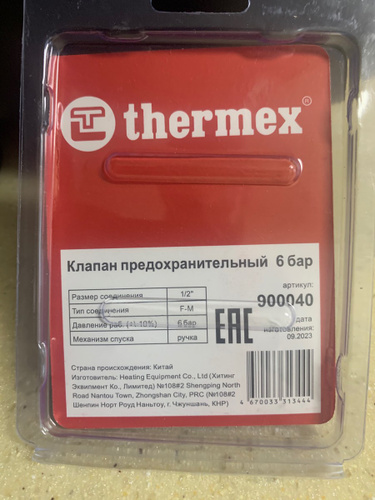 thermex
Клапан предохранительный 6 бар
артикул:
900040
Размер соединения 1/2"
Тип соединения F-M
Давление раб. (+\-10%) 6 бар
Механизм спуска ручка
EAC
дата
изготовления:
09.2023
Страна происхождения: Китай
Изготовитель: Heating Equipment Co., Ltd (Хитинг
Эквипмент Ко., Лимитед) №108#2 Shengping North
Road Nantou Town, Zhongshan City, PRC (№108#2
Шенпин Норт Роуд Наньтоу, г. Чжуншань, КНР)
4 670033 313444 >